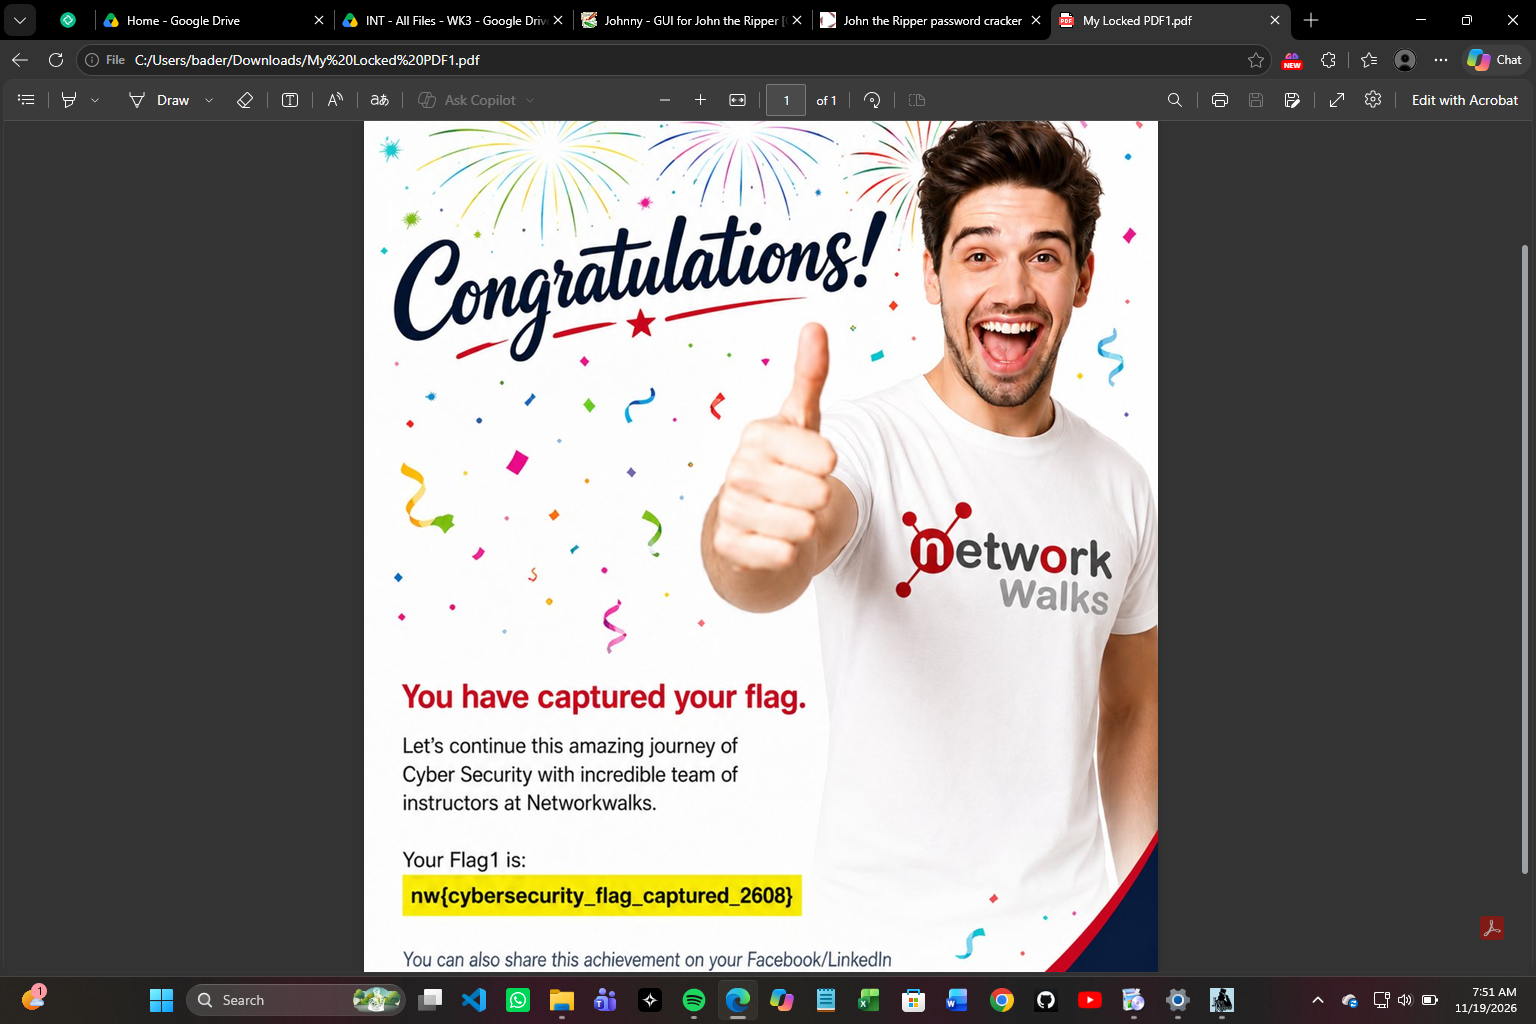 Home - Google Drive
INT - All Files - WK3 - Google Driv
Johnny - GUI for John the Ripper [
John the Ripper password cracker
My Locked PDF1.pdf
File C:/Users/bader/Downloads/My%20Locked%20PDF1.pdf
NEW
Chat
Draw
Ask Copilot
1 of 1
Edit with Acrobat
Congratulations!
network
Walks
You have captured your flag.
Let's continue this amazing journey of
Cyber Security with incredible team of
instructors at Networkwalks.
Your Flag1 is:
nw{cybersecurity_flag_captured_2608}
You can also share this achievement on your Facebook/LinkedIn
1
Search
7:51 AM
11/19/2026